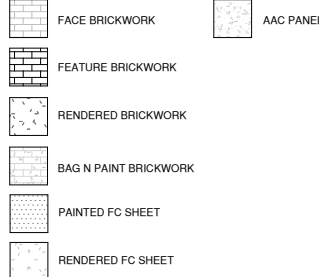 FACE BRICKWORK
AAC PANEL
FEATURE BRICKWORK
RENDERED BRICKWORK
BAG N PAINT BRICKWORK
PAINTED FC SHEET
RENDERED FC SHEET